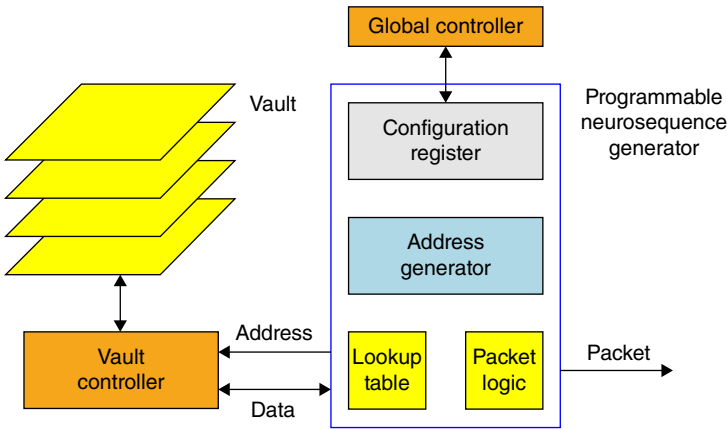 Global controller
Vault
Programmable
neurosequence
generator
Configuration
register
Address
generator
Address
Vault
controller
Data
Lookup
table
Packet
logic
Packet